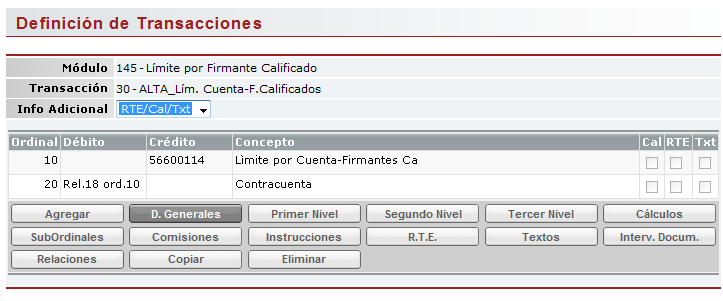 Definición de Transacciones
Módulo 145-Límite por Firmante Calificado
Transacción 30-ALTA_Lím. Cuenta-F.Calificados
Info Adicional RTE/Cal/Txt
Ordinal Débito Crédito Concepto Cal RTE Txt
10 56600114 Lìmite por Cuenta-Firmantes Ca
20 Rel.18 ord.10 Contracuenta
Agregar D. Generales Primer Nivel Segundo Nivel Tercer Nivel Cálculos
SubOrdinales Comisiones Instrucciones R.T.E. Textos Interv. Docum.
Relaciones Copiar Eliminar